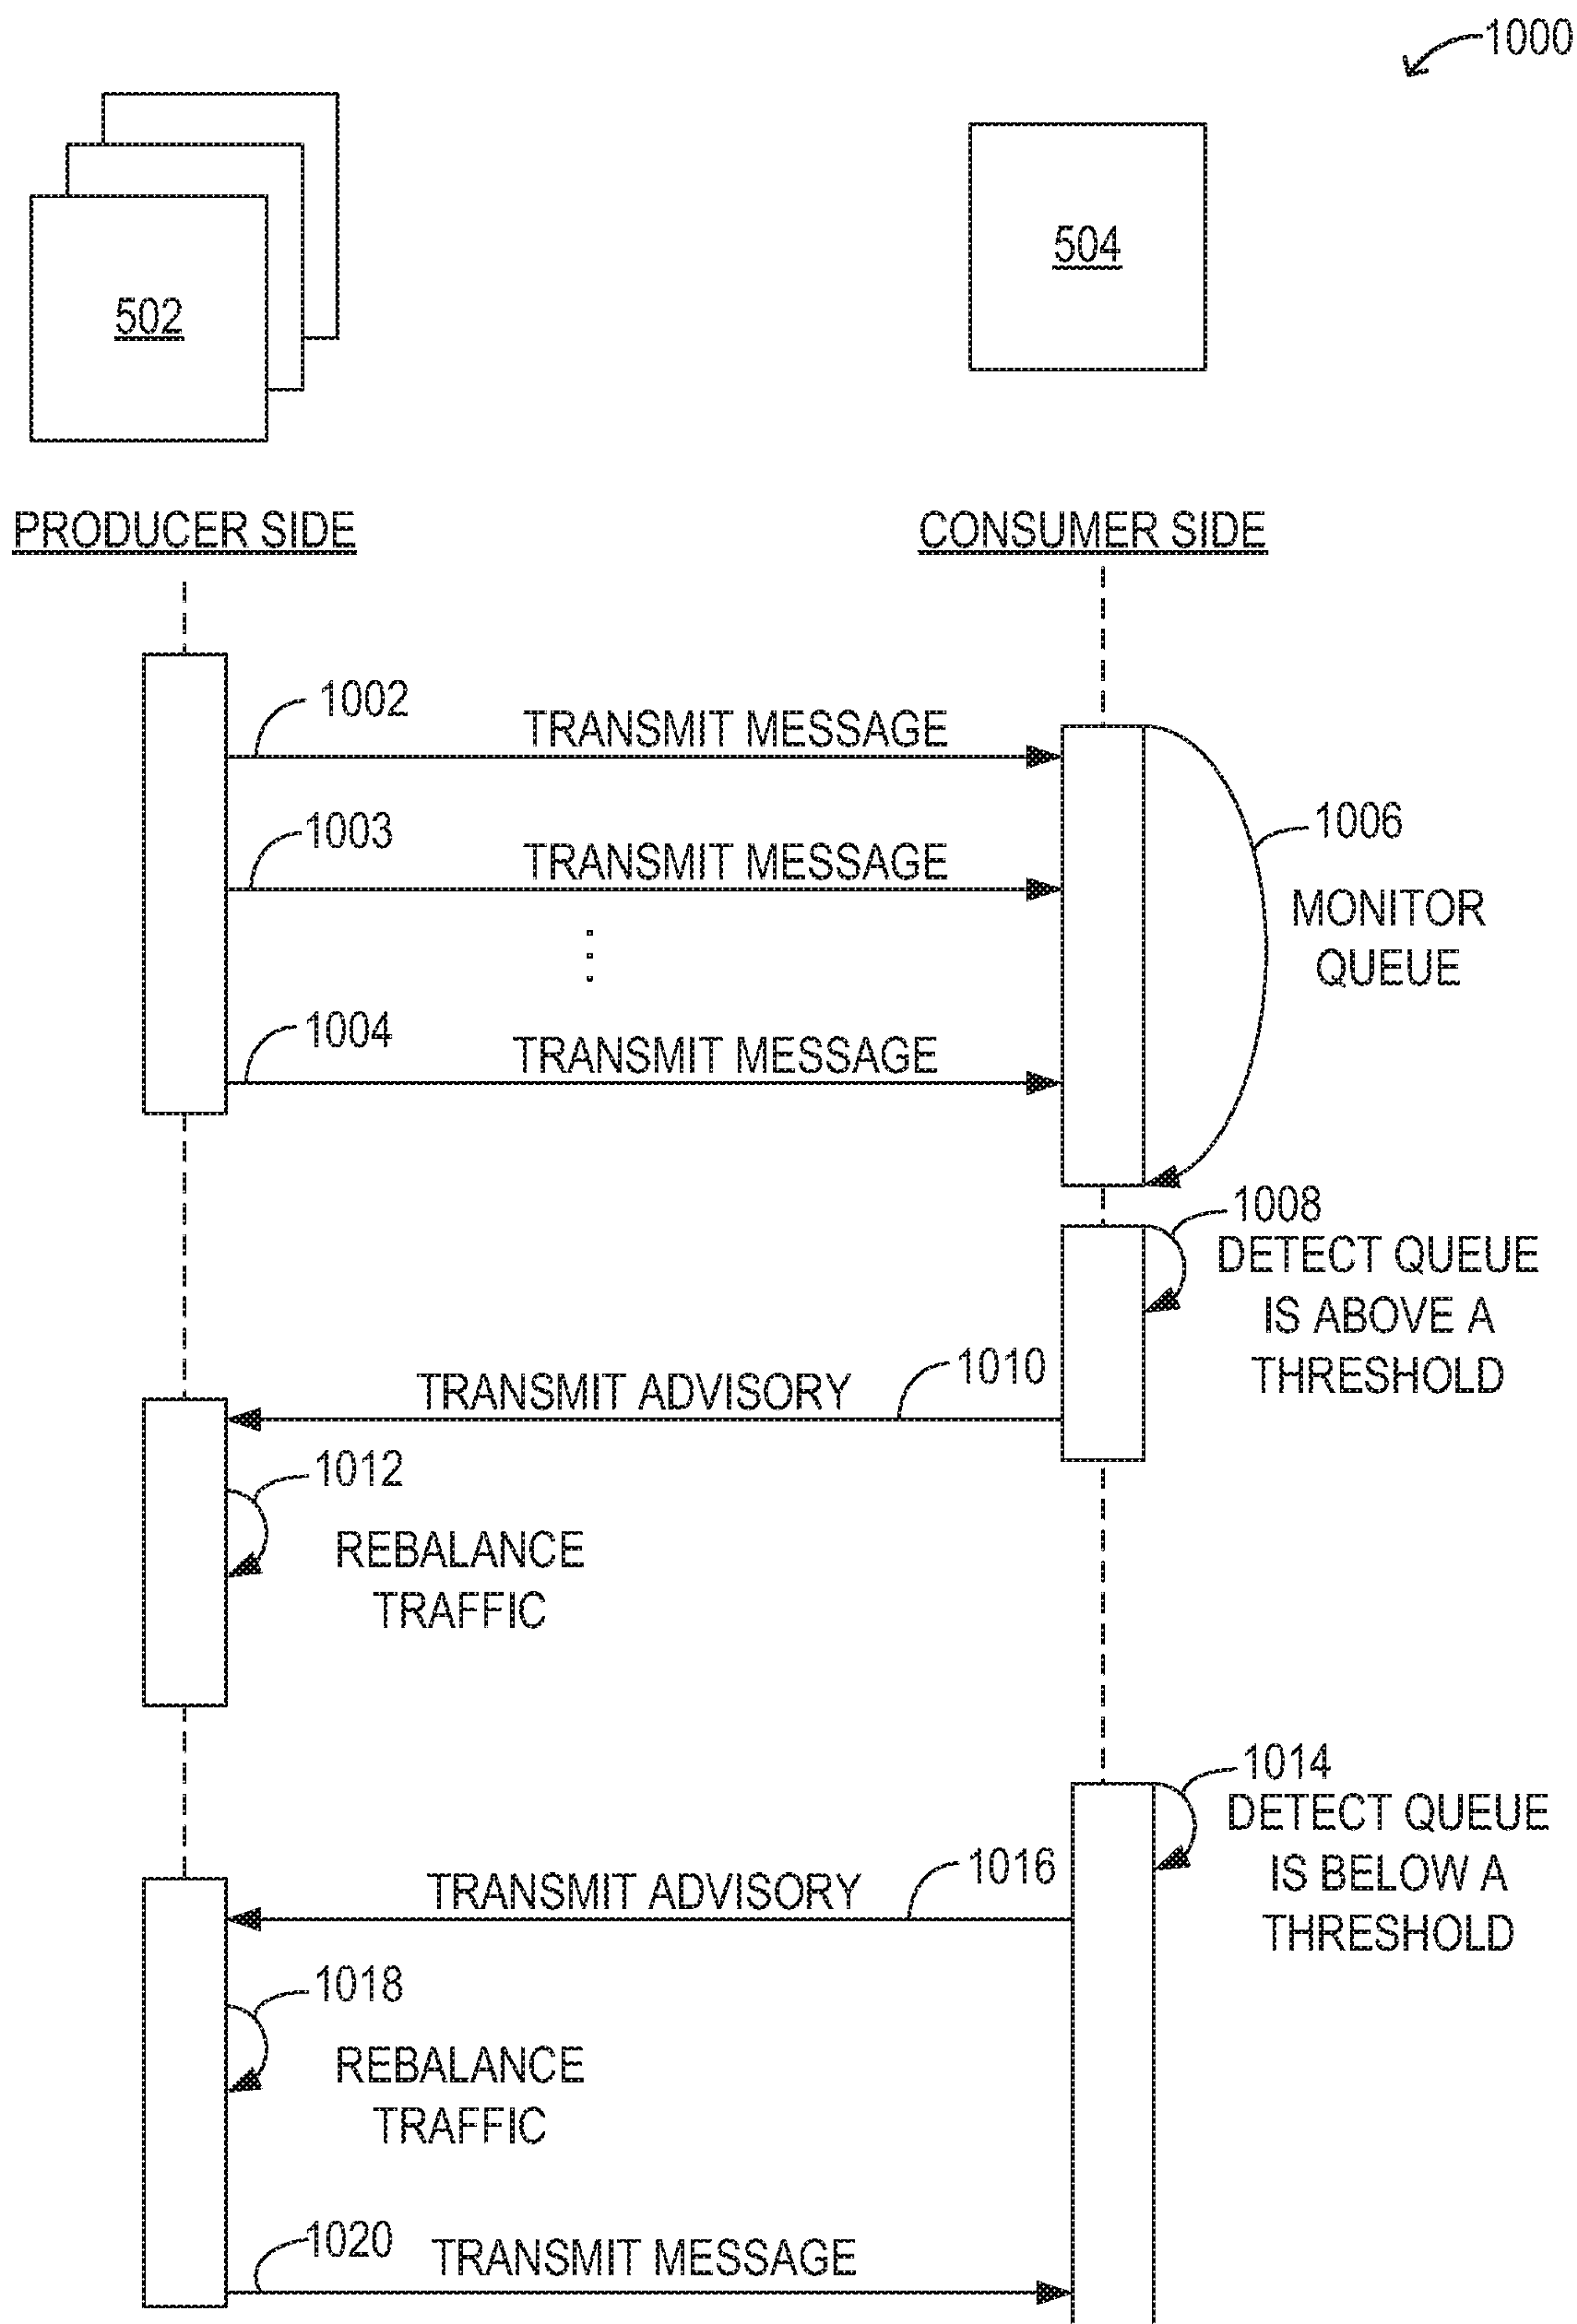 1000
502
504
PRODUCER SIDE
CONSUMER SIDE
1002
TRANSMIT MESSAGE
1003
TRANSMIT MESSAGE
1006
MONITOR
QUEUE
1004
TRANSMIT MESSAGE
1008
DETECT QUEUE
IS ABOVE A
THRESHOLD
1010
TRANSMIT ADVISORY
1012
REBALANCE
TRAFFIC
1014
DETECT QUEUE
IS BELOW A
THRESHOLD
1016
TRANSMIT ADVISORY
1018
REBALANCE
TRAFFIC
1020
TRANSMIT MESSAGE